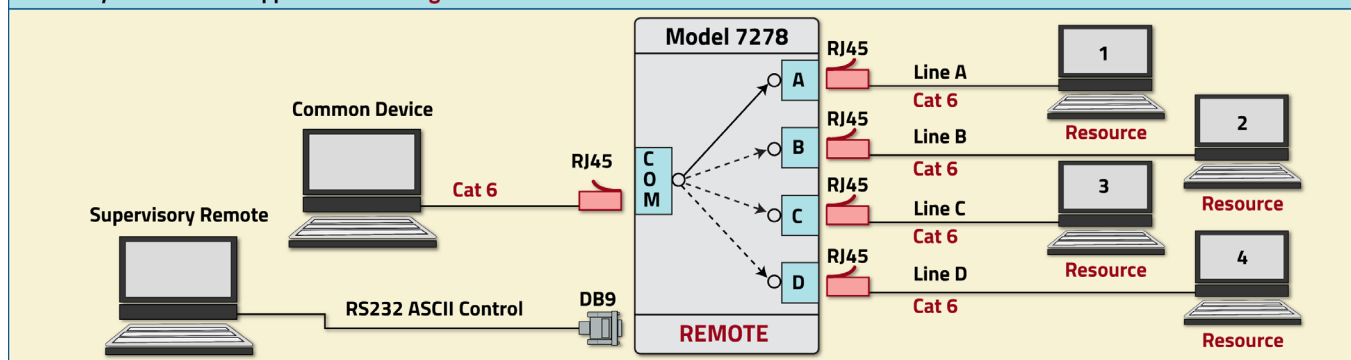 Model 7278
RJ45
A
Line A
Cat 6
1
Resource
Common Device
RJ45
B
Line B
Cat 6
2
Resource
RJ45
Cat 6
C
O
M
RJ45
C
Line C
Cat 6
3
Resource
Supervisory Remote
RJ45
D
Line D
Cat 6
4
Resource
RS232 ASCII Control
DB9
REMOTE